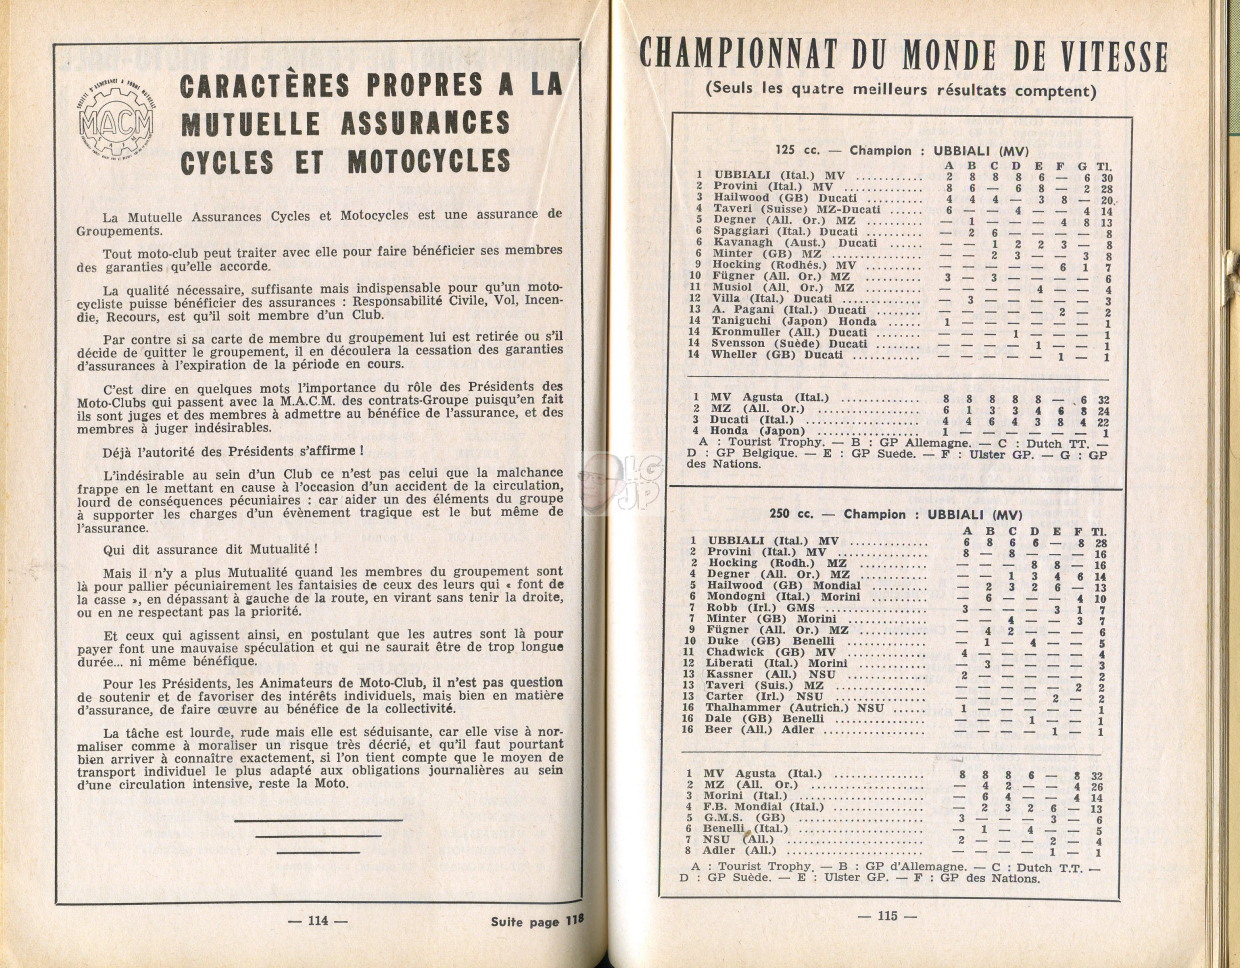 CARACTÈRES PROPRES A LA
MUTUELLE ASSURANCES
CYCLES ET MOTOCYCLES
MACM
La Mutuelle Assurances Cycles et Motocycles est une assurance de
Groupements.
Tout moto-club peut traiter avec elle pour faire bénéficier ses membres
des garanties qu'elle accorde.
La qualité nécessaire, suffisante mais indispensable pour qu'un moto-
cycliste puisse bénéficier des assurances : Responsabilité Civile, Vol, Incen-
die, Recours, est qu'il soit membre d'un Club.
Par contre si sa carte de membre du groupement lui est retirée ou s'il
décide de quitter le groupement, il en découlera la cessation des garanties
d'assurances à l'expiration de la période en cours.
C'est dire en quelques mots l'importance du rôle des Présidents des
Moto-Clubs qui passent avec la M.A.C.M. des contrats-Groupe puisqu'en fait
ils sont juges et des membres à admettre au bénéfice de l'assurance, et des
membres à juger indésirables.
Déjà l'autorité des Présidents s'affirme !
L'indésirable au sein d'un Club ce n'est pas celui que la malchance
frappe en le mettant en cause à l'occasion d'un accident de la circulation,
lourd de conséquences pécuniaires : car aider un des éléments du groupe
à supporter les charges d'un évènement tragique est le but même de
l'assurance.
Qui dit assurance dit Mutualité !
Mais il n'y a plus Mutualité quand les membres du groupement sont
là pour pallier pécuniairement les fantaisies de ceux des leurs qui « font de
la casse », en dépassant à gauche de la route, en virant sans tenir la droite,
ou en ne respectant pas la priorité.
Et ceux qui agissent ainsi, en postulant que les autres sont là pour
payer font une mauvaise spéculation et qui ne saurait être de trop longue
durée... ni même bénéfique.
Pour les Présidents, les Animateurs de Moto-Club, il n'est pas question
de soutenir et de favoriser des intérêts individuels, mais bien en matière
d'assurance, de faire œuvre au bénéfice de la collectivité.
La tâche est lourde, rude mais elle est séduisante, car elle vise à nor-
maliser comme à moraliser un risque très décrié, et qu'il faut pourtant
bien arriver à connaître exactement, si l'on tient compte que le moyen de
transport individuel le plus adapté aux obligations journalières au sein
d'une circulation intensive, reste la Moto.
— 114 —
Suite page 118
CHAMPIONNAT DU MONDE DE VITESSE
(Seuls les quatre meilleurs résultats comptent)
125 cc. — Champion : UBBIALI (MV)
A B C D E F G Tl.
1 UBBIALI (Ital.) MV ........... 2 8 8 8 6 — 6 30
2 Provini (Ital.) MV ............. 8 6 — 6 8 — 2 28
3 Hailwood (GB) Ducati ......... 4 4 4 — 3 8 — 20
4 Taveri (Suisse) MZ-Ducati ...... 6 — — 4 — — 4 14
5 Degner (All. Or.) MZ ........... — 1 — — — 4 8 13
6 Spaggiari (Ital.) Ducati ......... — 2 6 — — — — 8
6 Kavanagh (Aust.) Ducati ...... — — 1 2 2 3 — 8
6 Minter (GB) MZ ............... — — 2 3 — — 3 8
9 Hocking (Rodhés.) MV ......... — — — — — 6 1 7
10 Fügner (All. Or.) MZ ........... 3 — 3 — — — — 6
11 Musiol (All. Or.) MZ ........... — — — — 4 — — 4
12 Villa (Ital.) Ducati ............. — 3 — — — — — 3
13 A. Pagani (Ital.) Ducati ........ — — — — — 2 — 2
14 Taniguchi (Japon) Honda ...... 1 — — — — — — 1
14 Kronmuller (All.) Ducati ....... — — — 1 — — — 1
14 Svensson (Suède) Ducati ....... — — — — 1 — — 1
14 Wheller (GB) Ducati ........... — — — — — 1 — 1
1 MV Agusta (Ital.) .............. 8 8 8 8 8 — 6 32
2 MZ (All. Or.) .................. 6 1 3 3 4 6 8 24
3 Ducati (Ital.) .................. 4 4 6 4 3 8 4 22
4 Honda (Japon) ................. 1 — — — — — — 1
A : Tourist Trophy. — B : GP Allemagne. — C : Dutch TT. —
D : GP Belgique. — E : GP Suède. — F : Ulster GP. — G : GP
des Nations.
250 cc. — Champion : UBBIALI (MV)
A B C D E F Tl.
1 UBBIALI (Ital.) MV .............. 6 8 6 6 — 8 28
2 Provini (Ital.) MV ............... 8 — 8 — — — 16
2 Hocking (Rodh.) MZ ............. — — — 8 8 — 16
4 Degner (All. Or.) MZ ............ — — 1 3 4 6 14
5 Hailwood (GB) Mondial .......... — 2 3 2 6 — 13
6 Mondogni (Ital.) Morini .......... — 6 — — — 4 10
7 Robb (Irl.) GMS ................. 3 — — — 3 1 7
7 Minter (GB) Morini .............. — — 4 — — 3 7
9 Fügner (All. Or.) MZ ............ — 4 2 — — — 6
10 Duke (GB) Benelli ............... — 1 — 4 — — 5
11 Chadwick (GB) MV .............. 4 — — — — — 4
12 Liberati (Ital.) Morini ............ — 3 — — — — 3
13 Kassner (All.) NSU .............. 2 — — — — — 2
13 Taveri (Suis.) MZ ............... — — — — — 2 2
13 Carter (Irl.) NSU ................ — — — — 2 — 2
16 Thalhammer (Autrich.) NSU ..... 1 — — — — — 1
16 Dale (GB) Benelli ............... — — — 1 — — 1
16 Beer (All.) Adler ................ — — — — 1 — 1
1 MV Agusta (Ital.) ............... 8 8 8 6 — 8 32
2 MZ (All. Or.) ................... — 4 2 — — 4 26
3 Morini (Ital.) .................... — 6 4 — — 4 14
4 F.B. Mondial (Ital.) .............. — 2 3 2 6 — 13
5 G.M.S. (GB) ..................... 3 — — — 3 — 6
6 Benelli (Ital.) .................... — 1 — 4 — — 5
7 NSU (All.) ...................... 2 — — — 2 — 4
8 Adler (All.) ..................... — — — — 1 — 1
A : Tourist Trophy. — B : GP d'Allemagne. — C : Dutch T.T. —
D : GP Suède. — E : Ulster GP. — F : GP des Nations.
— 115 —
LG
JP